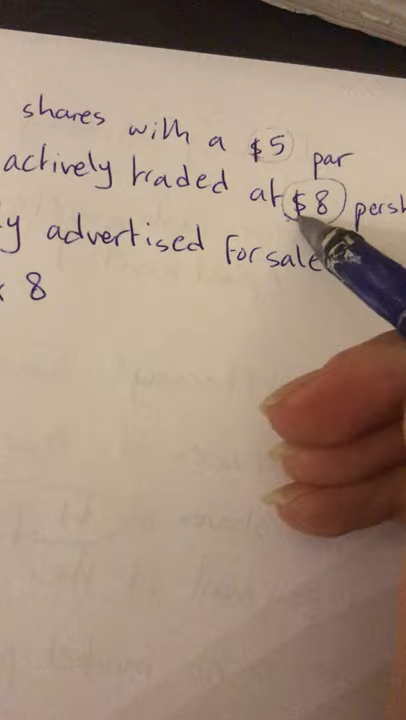 shares with a $5 par
actively traded at $8 persh
y advertised for sale
x 8